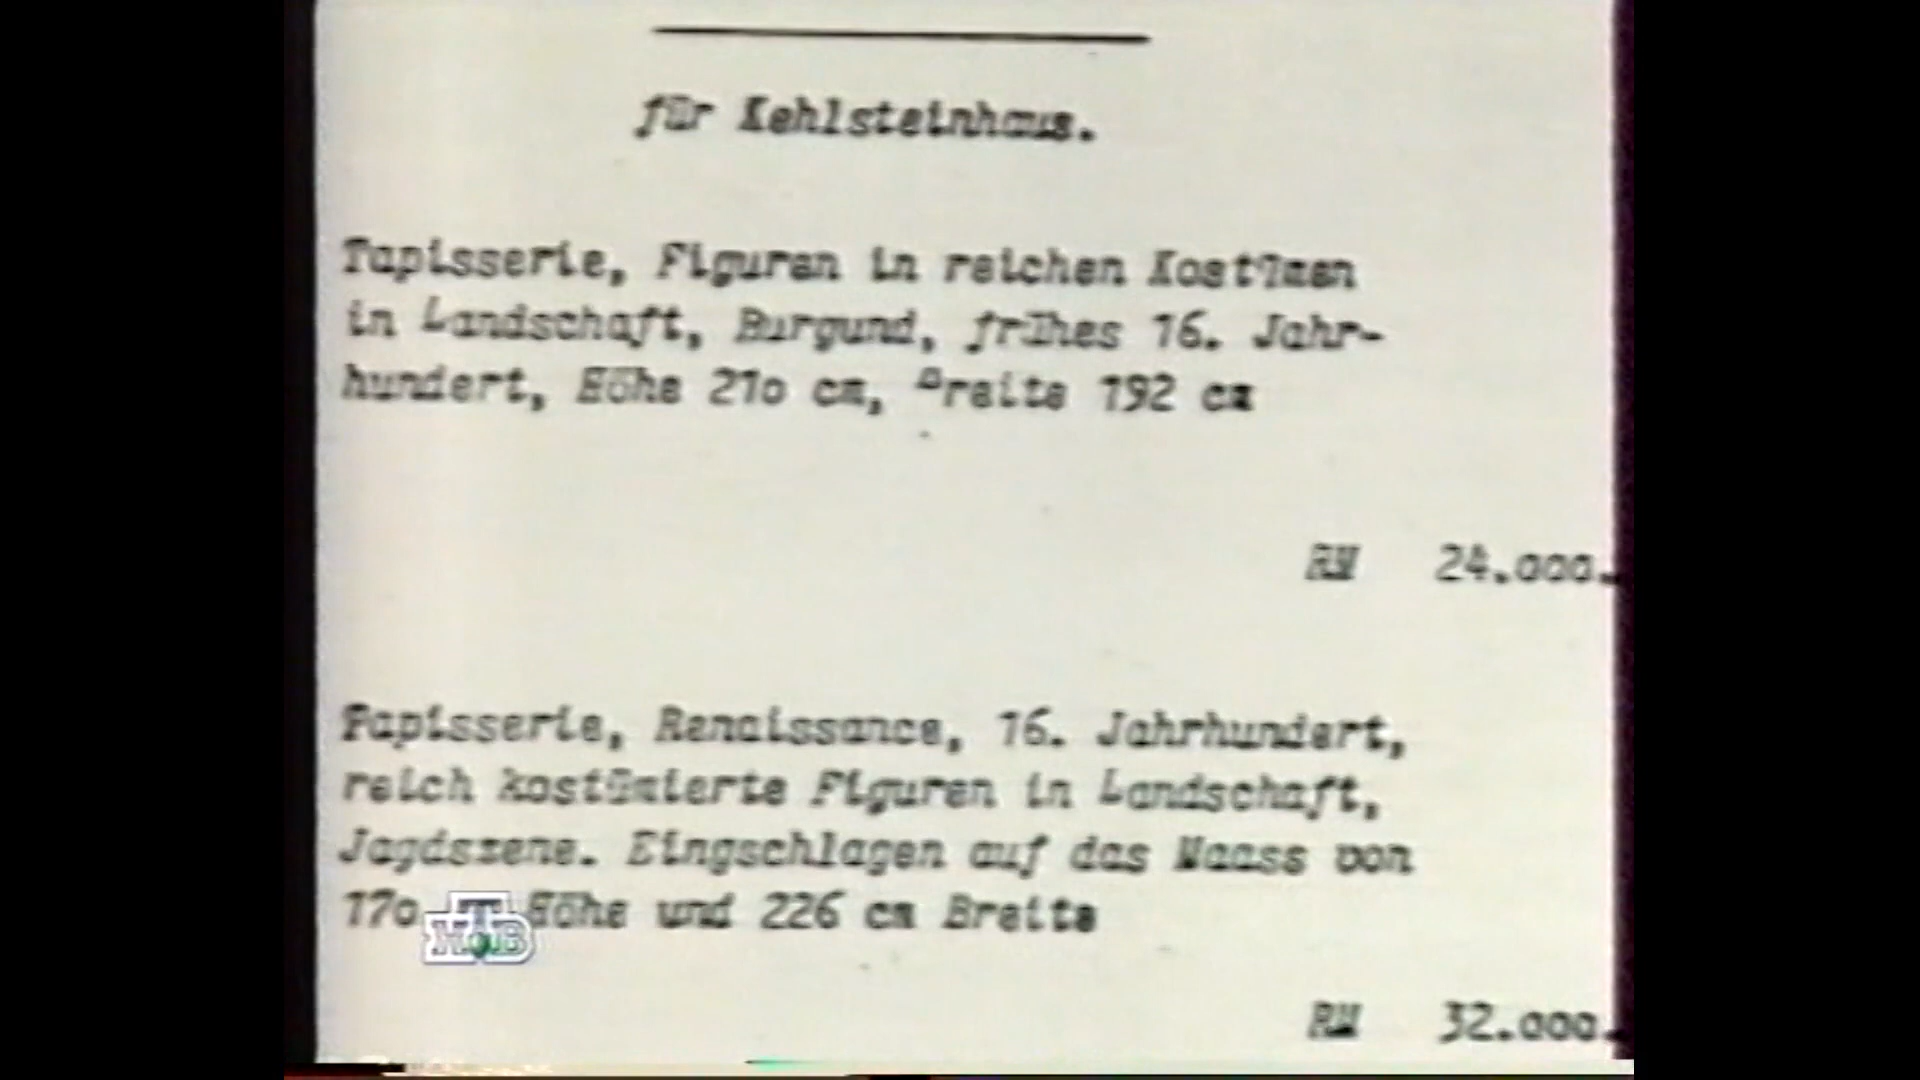 für Kehlsteinhaus.
Tapisserie, Figuren in reichen Kostümen
in Landschaft, Burgund, frühes 16. Jahr-
hundert, Höhe 210 cm, Breite 192 cm
RM 24.000.
Tapisserie, Renaissance, 16. Jahrhundert,
reich kostümierte Figuren in Landschaft,
Jagdszene. Eingschlagen auf das Maass von
170 Höhe und 226 cm Breite
НТВ
RM 32.000.